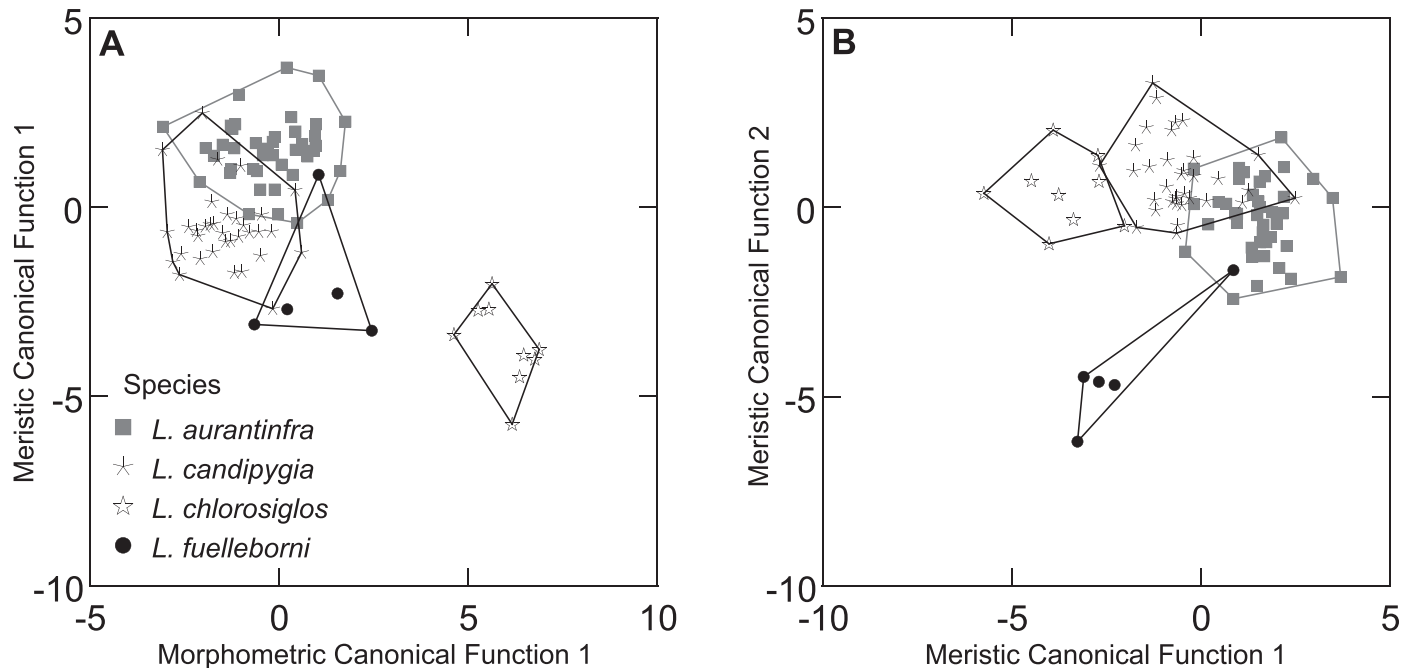 A
5
0
-5
-10
-5
0
5
10
Meristic Canonical Function 1
Morphometric Canonical Function 1
Species
L. aurantinfra
L. candipygia
L. chlorosiglos
L. fuelleborni
B
5
0
-5
-10
-10
-5
0
5
Meristic Canonical Function 2
Meristic Canonical Function 1